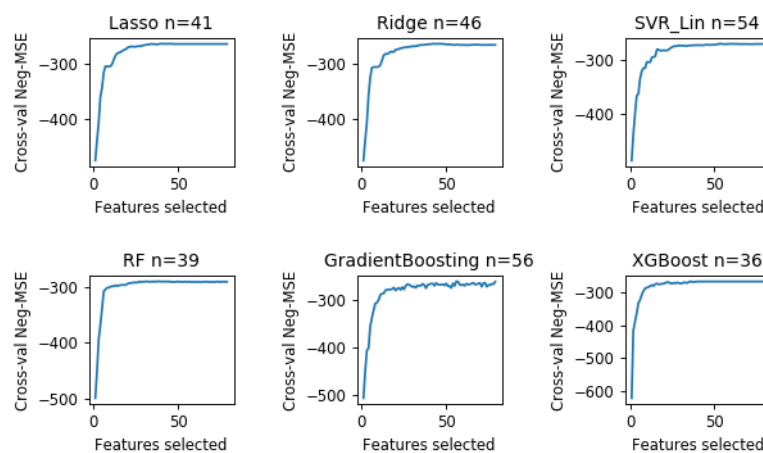 Lasso n=41
Cross-val Neg-MSE
−300
−400
0
50
Features selected
Ridge n=46
Cross-val Neg-MSE
−300
−400
0
50
Features selected
SVR_Lin n=54
Cross-val Neg-MSE
−300
−400
0
50
Features selected
RF n=39
Cross-val Neg-MSE
−300
−400
−500
0
50
Features selected
GradientBoosting n=56
Cross-val Neg-MSE
−300
−400
−500
0
50
Features selected
XGBoost n=36
Cross-val Neg-MSE
−300
−400
−500
−600
0
50
Features selected